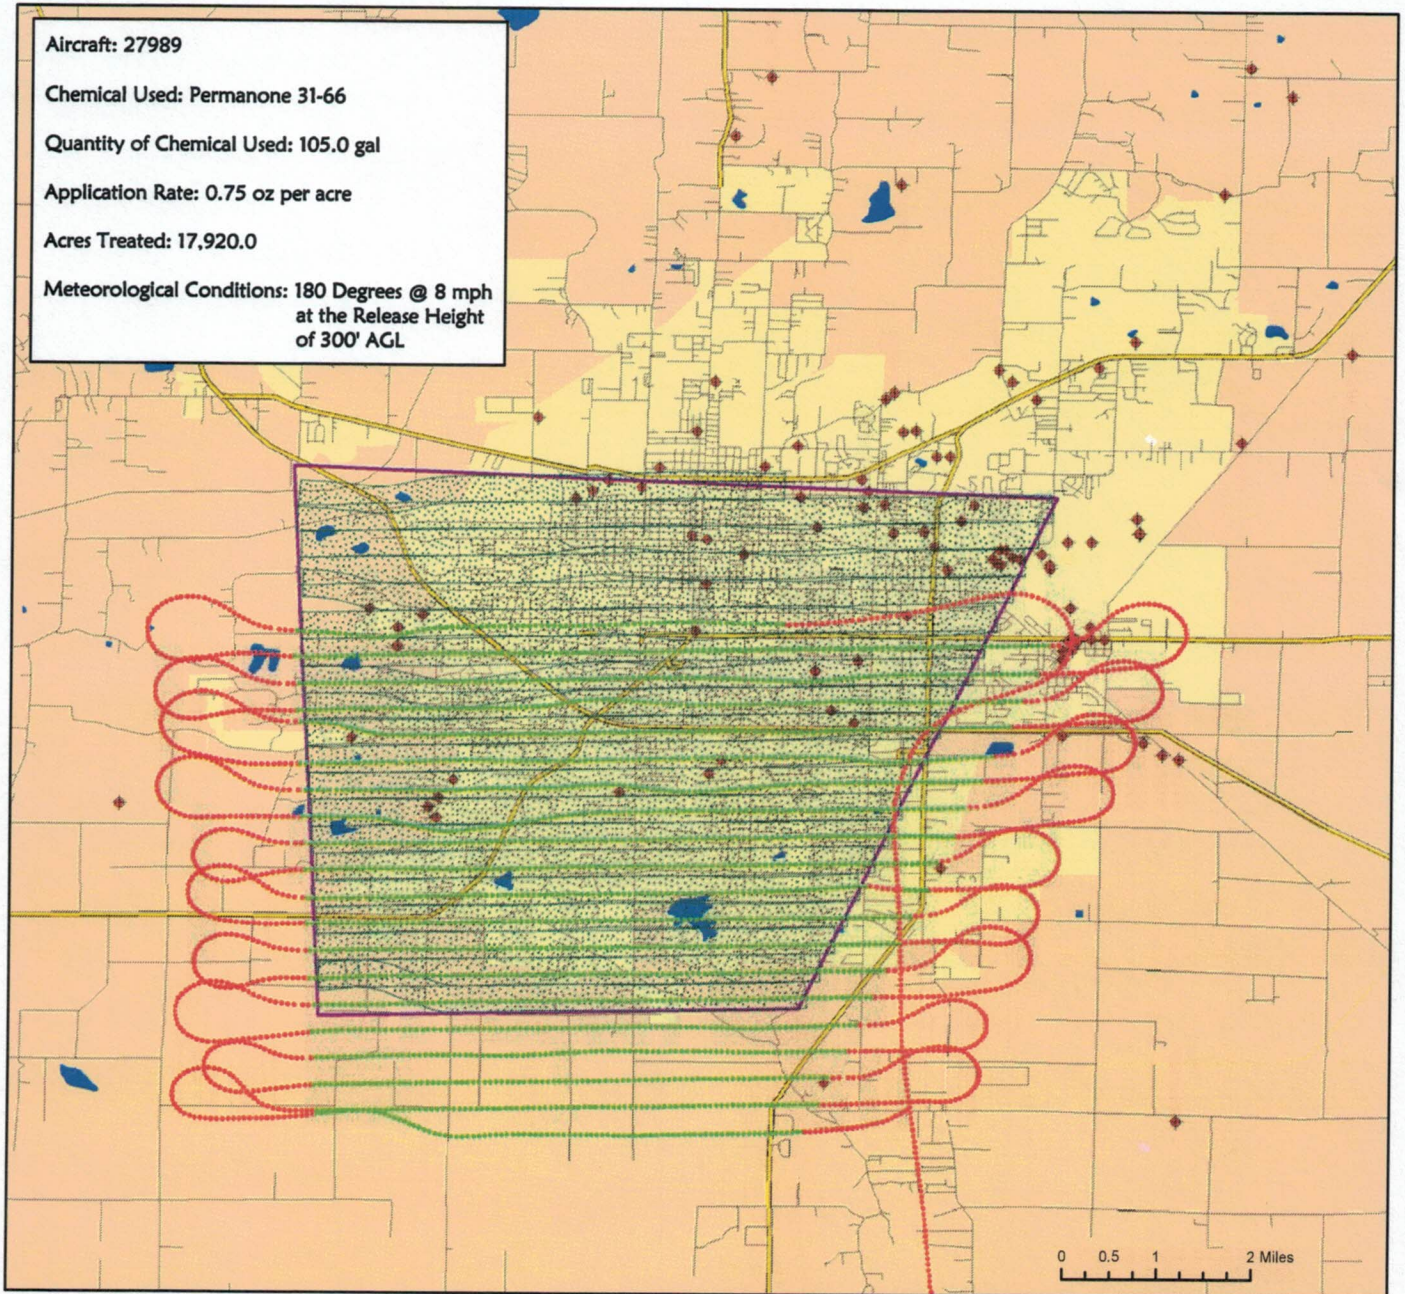 Aircraft: 27989
Chemical Used: Permanone 31-66
Quantity of Chemical Used: 105.0 gal
Application Rate: 0.75 oz per acre
Acres Treated: 17,920.0
Meteorological Conditions: 180 Degrees @ 8 mph
at the Release Height
of 300' AGL
0 0.5 1 2 Miles